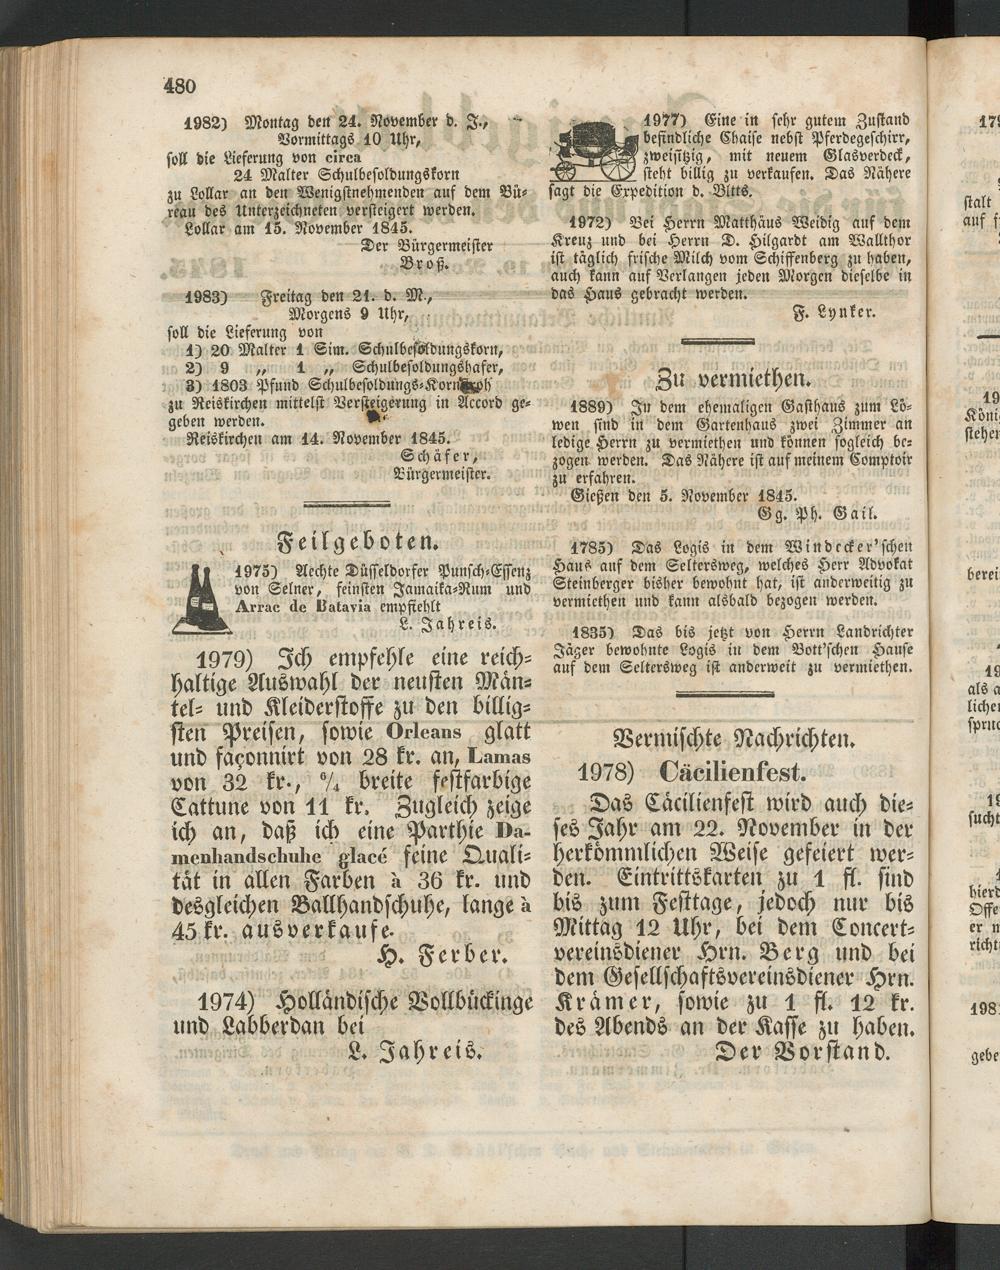 480
1982) Montag den 24. November d. J.,
Vormittags 10 Uhr,
soll die Lieferung von circa
24 Malter Schulbesoldungskorn
zu Lollar an den Wenigstnehmenden auf dem Bü-
reau des Unterzeichneten versteigert werden.
Lollar am 15. November 1845.
Der Bürgermeister
Broß.
1983) Freitag den 21. d. M.,
Morgens 9 Uhr,
soll die Lieferung von
1) 20 Malter 1 Sim. Schulbesoldungskorn,
2) 9 „ 1 „ Schulbesoldungshafer,
3) 1803 Pfund Schulbesoldungs-Kornstroh
zu Reiskirchen mittelst Versteigerung in Accord ge-
geben werden.
Reiskirchen am 14. November 1845.
Schäfer,
Bürgermeister.
Feilgeboten.
1975) Aechte Düsseldorfer Punsch-Essenz
von Selner, feinsten Jamaika-Rum und
Arrac de Batavia empfiehlt
L. Jahreis.
1979) Ich empfehle eine reich-
haltige Auswahl der neusten Män-
tel- und Kleiderstoffe zu den billig-
sten Preisen, sowie Orleans glatt
und façonnirt von 28 kr. an, Lamas
von 32 kr., 6/4 breite festfarbige
Cattune von 11 kr. Zugleich zeige
ich an, daß ich eine Parthie Da-
menhandschuhe glacé feine Quali-
tät in allen Farben à 36 kr. und
desgleichen Ballhandschuhe, lange à
45 kr. ausverkaufe.
H. Ferber.
1974) Holländische Vollbückinge
und Labberdan bei
L. Jahreis.
1977) Eine in sehr gutem Zustand
befindliche Chaise nebst Pferdegeschirr,
zweisitzig, mit neuem Glasverdeck,
steht billig zu verkaufen. Das Nähere
sagt die Expedition d. Bltts.
1972) Bei Herrn Matthäus Weidig auf dem
Kreuz und bei Herrn D. Hilgardt am Wallthor
ist täglich frische Milch vom Schiffenberg zu haben,
auch kann auf Verlangen jeden Morgen dieselbe in
das Haus gebracht werden.
F. Lynker.
Zu vermiethen.
1889) In dem ehemaligen Gasthaus zum Lö-
wen sind in dem Gartenhaus zwei Zimmer an
ledige Herrn zu vermiethen und können sogleich be-
zogen werden. Das Nähere ist auf meinem Comptoir
zu erfahren.
Gießen den 5. November 1845.
Gg. Ph. Gail.
1785) Das Logis in dem Windecker'schen
Haus auf dem Seltersweg, welches Herr Advokat
Steinberger bisher bewohnt hat, ist anderweitig zu
vermiethen und kann alsbald bezogen werden.
1835) Das bis jetzt von Herrn Landrichter
Jäger bewohnte Logis in dem Vott'schen Hause
auf dem Seltersweg ist anderweit zu vermiethen.
Vermischte Nachrichten.
1978) Cäcilienfest.
Das Cäcilienfest wird auch die-
ses Jahr am 22. November in der
herkömmlichen Weise gefeiert wer-
den. Eintrittskarten zu 1 fl. sind
bis zum Festtage, jedoch nur bis
Mittag 12 Uhr, bei dem Concert-
vereinsdiener Hrn. Berg und bei
dem Gesellschaftsvereinsdiener Hrn.
Krämer, sowie zu 1 fl. 12 kr.
des Abends an der Kasse zu haben.
Der Vorstand.